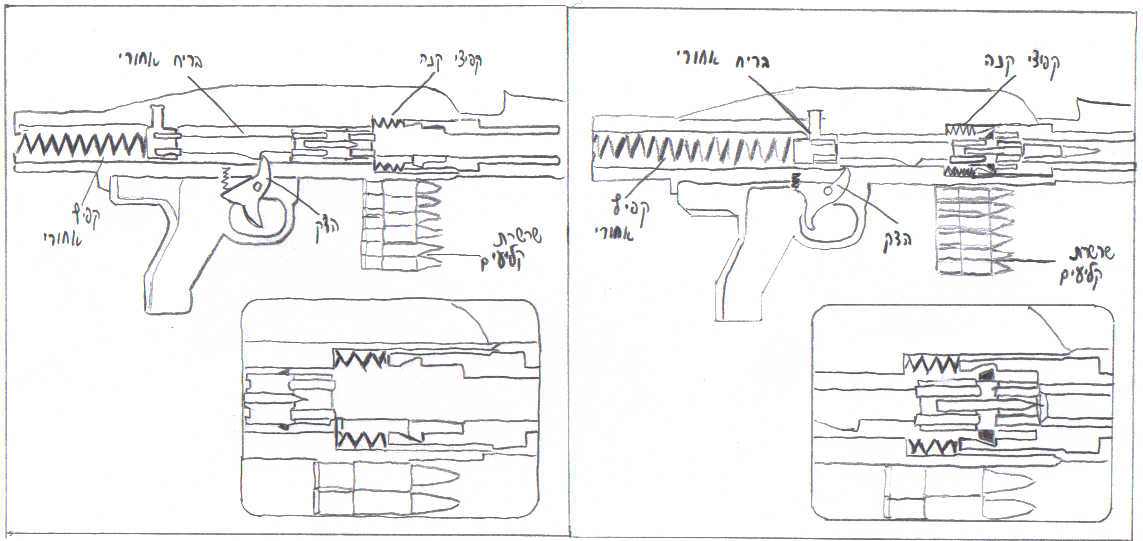 בריח אחורי
קפיצי קנה
קפיץ
אחורי
הדק
שרשרת
קליעים
בריח אחורי
קפיצי קנה
קפיץ
אחורי
הדק
שרשרת
קליעים